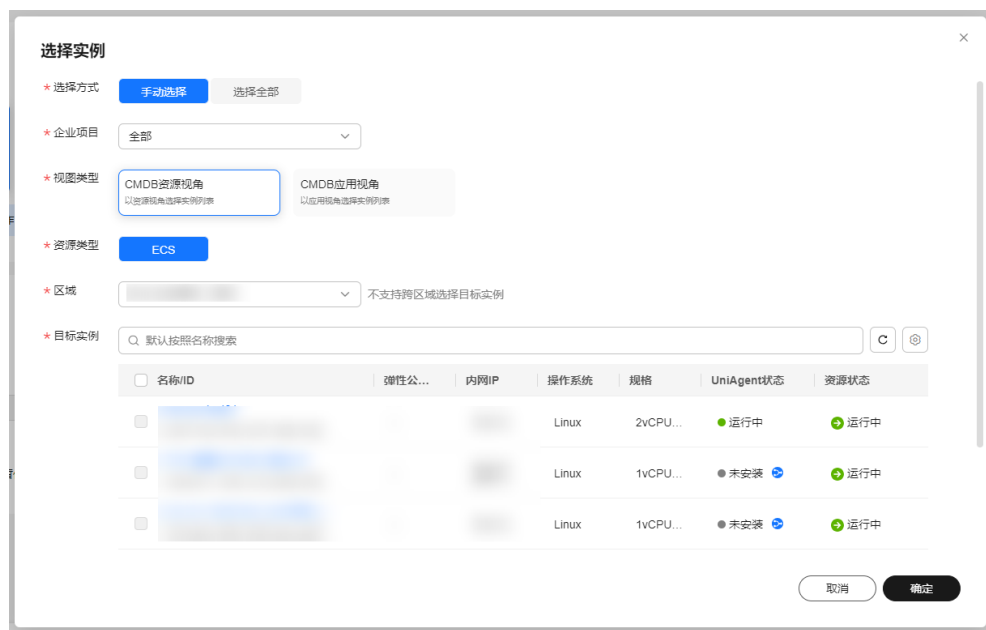 选择实例
* 选择方式 手动选择 选择全部
* 企业项目 全部
* 视图类型 CMDB资源视角 CMDB应用视角
以资源视角选择实例列表 以应用视角选择实例列表
* 资源类型 ECS
* 区域 不支持跨区域选择目标实例
* 目标实例 默认按照名称搜索
名称/ID 弹性公... 内网IP 操作系统 规格 UniAgent状态 资源状态
Linux 2vCPU... 运行中 运行中
Linux 1vCPU... 未安装 运行中
Linux 1vCPU... 未安装 运行中
取消 确定